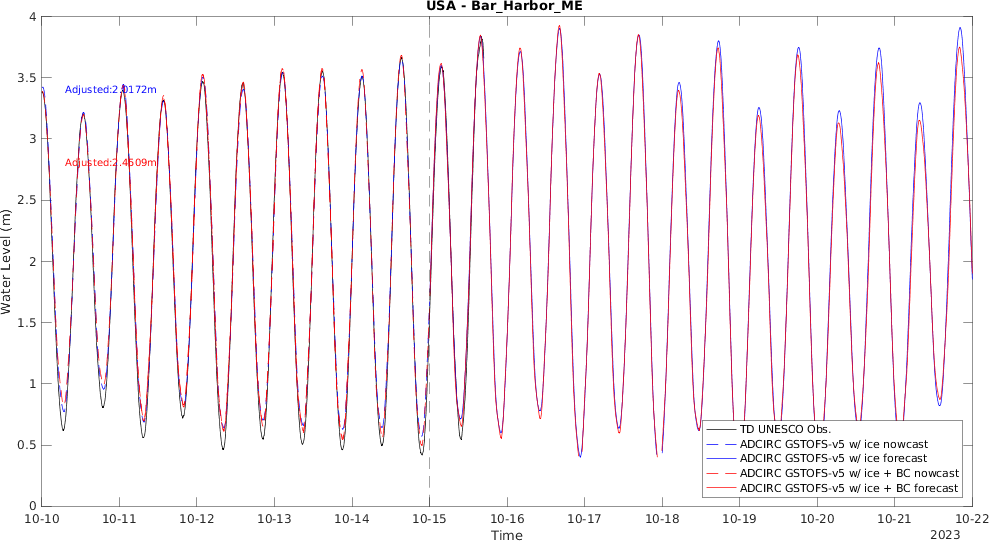 USA - Bar_Harbor_ME
4
3.5
3
2.5
2
1.5
1
0.5
0
Water Level (m)
Adjusted:2.0172m
Adjusted:2.4509m
TD UNESCO Obs.
ADCIRC GSTOFS-v5 w/ ice nowcast
ADCIRC GSTOFS-v5 w/ ice forecast
ADCIRC GSTOFS-v5 w/ ice + BC nowcast
ADCIRC GSTOFS-v5 w/ ice + BC forecast
10-10 10-11 10-12 10-13 10-14 10-15 10-16 10-17 10-18 10-19 10-20 10-21 10-22
Time
2023